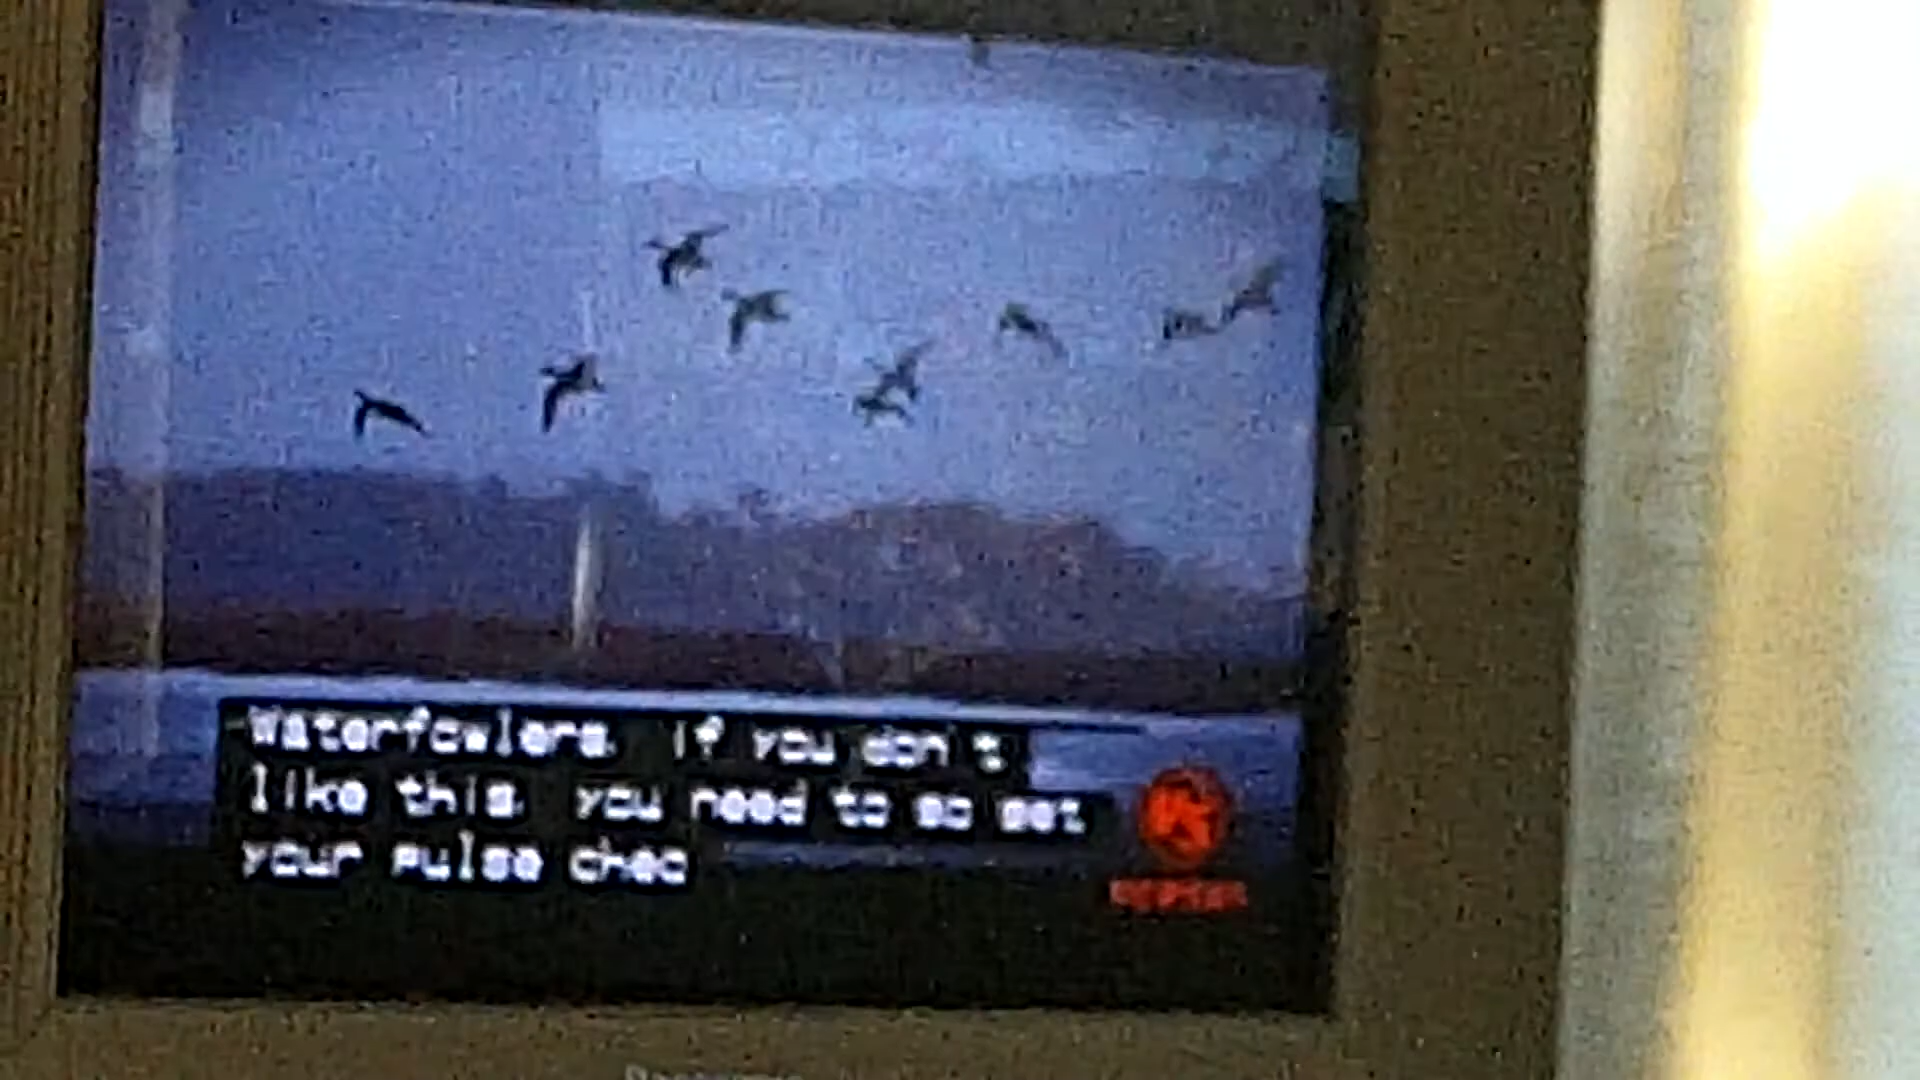 Waterfowlers. If you don't
like this, you need to go get
your pulse chec